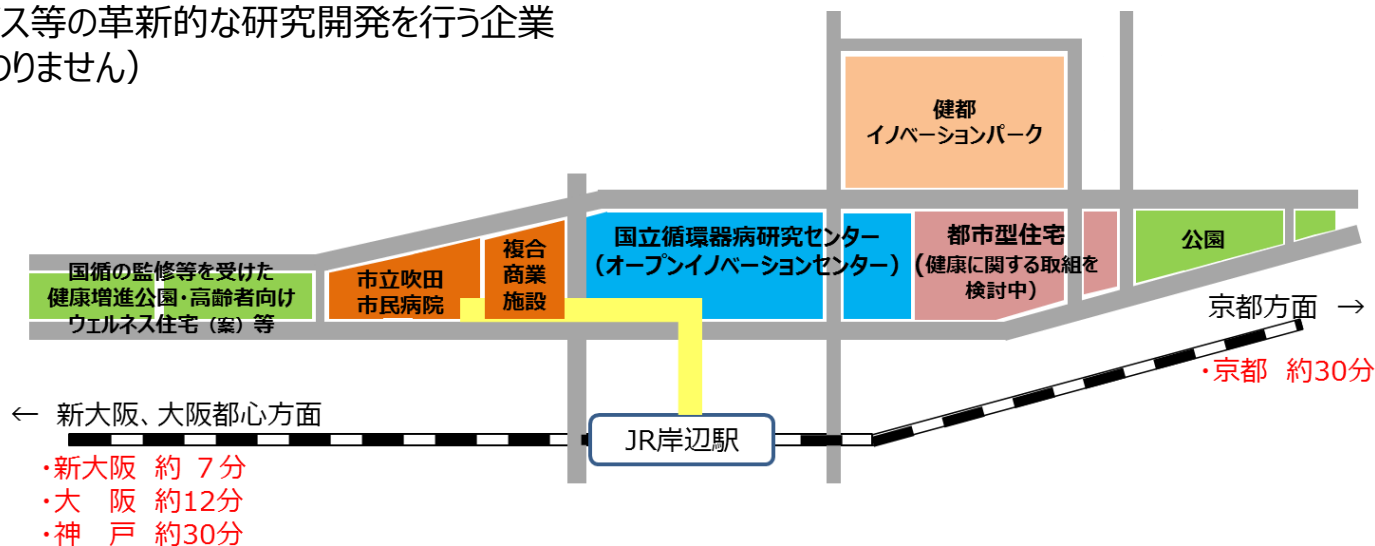 ス等の革新的な研究開発を行う企業
りません）
健都
イノベーションパーク
国循の監修等を受けた
健康増進公園・高齢者向け
ウェルネス住宅（案）等
市立吹田
市民病院
複合
商業
施設
国立循環器病研究センター
（オープンイノベーションセンター）
都市型住宅
(健康に関する取組を
検討中）
公園
京都方面 →
・京都 約30分
← 新大阪、大阪都心方面
JR岸辺駅
・新大阪 約 7分
・大 阪 約12分
・神 戸 約30分